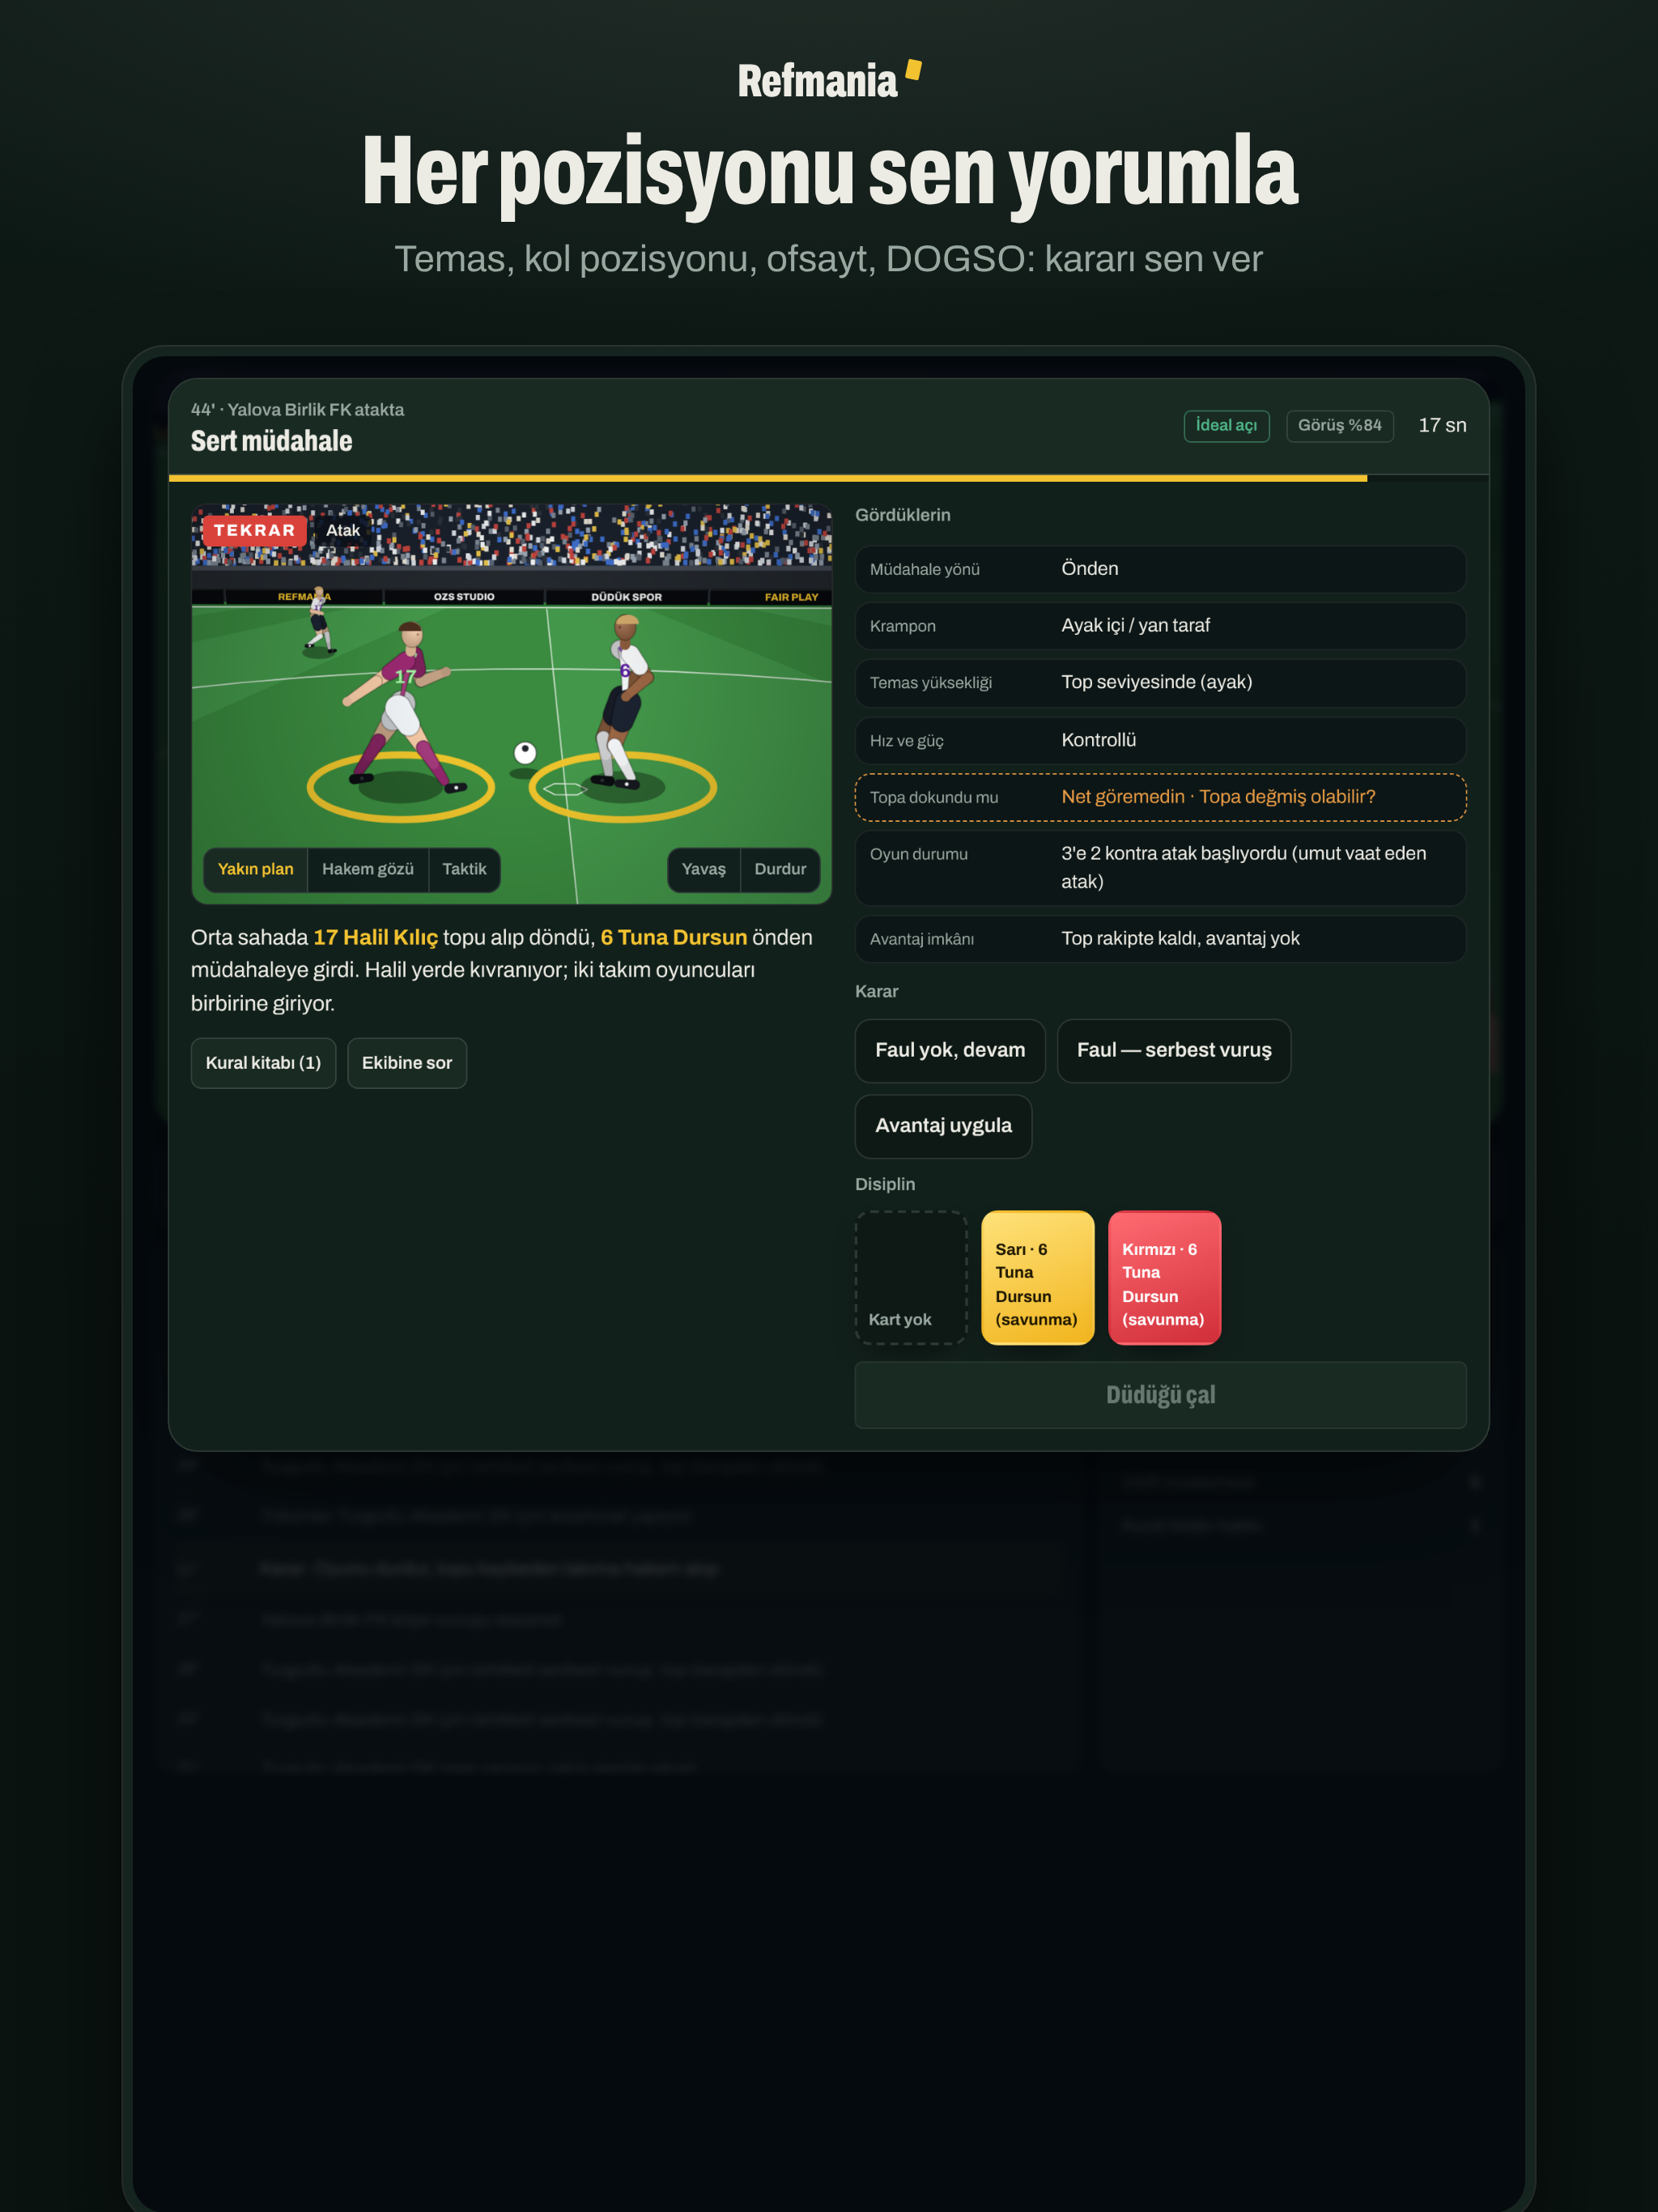 Refmania
Her pozisyonu sen yorumla
Temas, kol pozisyonu, ofsayt, DOGSO: kararı sen ver
44' · Yalova Birlik FK atakta
Sert müdahale
İdeal açı
Görüş %84
17 sn
TEKRAR
Atak
OZS STUDIO
DÜDÜK SPOR
FAIR PLAY
17
6
Yakın plan
Hakem gözü
Taktik
Yavaş
Durdur
Orta sahada 17 Halil Kılıç topu alıp döndü, 6 Tuna Dursun önden
müdahaleye girdi. Halil yerde kıvranıyor; iki takım oyuncuları
birbirine giriyor.
Kural kitabı (1)
Ekibine sor
Gördüklerin
Müdahale yönü
Önden
Krampon
Ayak içi / yan taraf
Temas yüksekliği
Top seviyesinde (ayak)
Hız ve güç
Kontrollü
Topa dokundu mu
Net göremedin · Topa değmiş olabilir?
Oyun durumu
3'e 2 kontra atak başlıyordu (umut vaat eden
atak)
Avantaj imkânı
Top rakipte kaldı, avantaj yok
Karar
Faul yok, devam
Faul — serbest vuruş
Avantaj uygula
Disiplin
Kart yok
Sarı · 6
Tuna
Dursun
(savunma)
Kırmızı · 6
Tuna
Dursun
(savunma)
Düdüğü çal